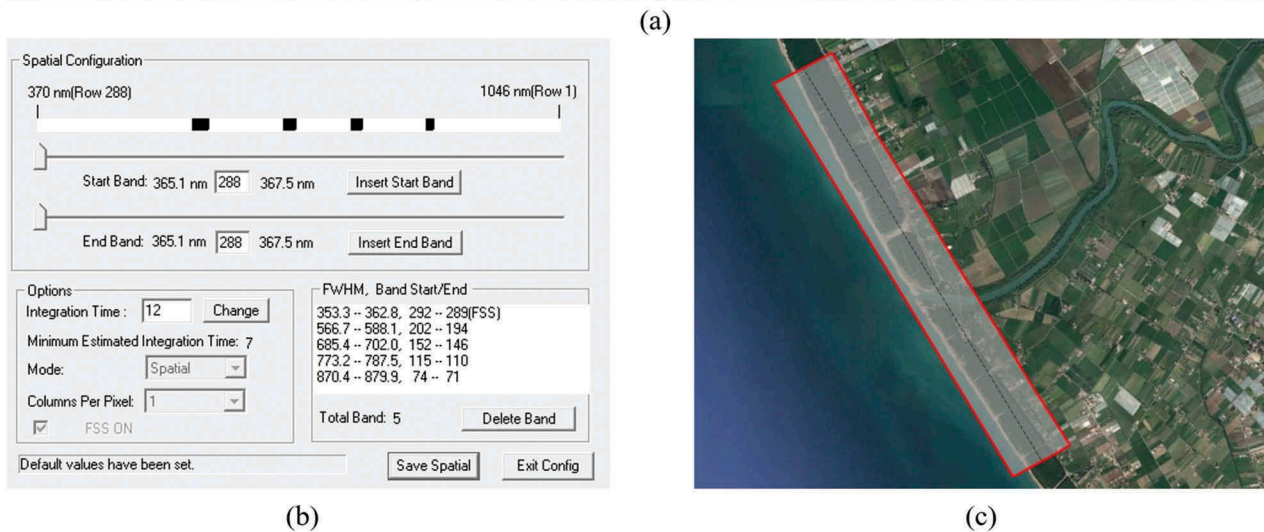 (a)
Spatial Configuration
370 nm(Row 288) 1046 nm(Row 1)
Start Band: 365.1 nm 288 367.5 nm Insert Start Band
End Band: 365.1 nm 288 367.5 nm Insert End Band
Options
Integration Time : 12 Change
Minimum Estimated Integration Time: 7
Mode: Spatial
Columns Per Pixel: 1
FSS ON
FWHM, Band Start/End
353.3 -- 362.8, 292 -- 289(FSS)
566.7 -- 588.1, 202 -- 194
685.4 -- 702.0, 152 -- 146
773.2 -- 787.5, 115 -- 110
870.4 -- 879.9, 74 -- 71
Total Band: 5 Delete Band
Default values have been set. Save Spatial Exit Config
(b)
(c)